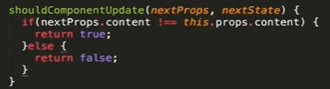 shouldComponentUpdate(nextProps, nextState) {
  if(nextProps.content !== this.props.content) {
    return true;
  }else {
    return false;
  }
}